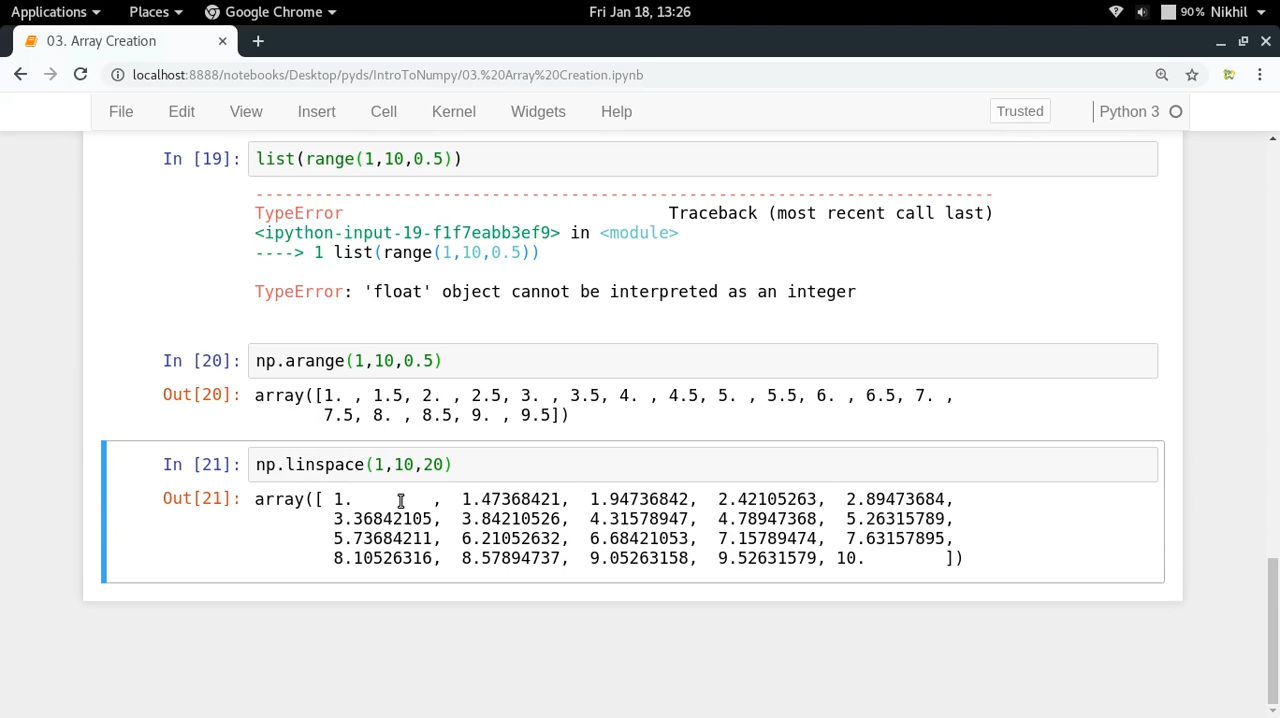 Applications Places Google Chrome Fri Jan 18, 13:26 90% Nikhil
03. Array Creation
localhost:8888/notebooks/Desktop/pyds/IntroToNumpy/03.%20Array%20Creation.ipynb
File Edit View Insert Cell Kernel Widgets Help Trusted Python 3
In [19]: list(range(1,10,0.5))
---------------------------------------------------------------------------
TypeError Traceback (most recent call last)
<ipython-input-19-f1f7eabb3ef9> in <module>
----> 1 list(range(1,10,0.5))
TypeError: 'float' object cannot be interpreted as an integer
In [20]: np.arange(1,10,0.5)
Out[20]: array([1. , 1.5, 2. , 2.5, 3. , 3.5, 4. , 4.5, 5. , 5.5, 6. , 6.5, 7. ,
7.5, 8. , 8.5, 9. , 9.5])
In [21]: np.linspace(1,10,20)
Out[21]: array([ 1. , 1.47368421, 1.94736842, 2.42105263, 2.89473684,
3.36842105, 3.84210526, 4.31578947, 4.78947368, 5.26315789,
5.73684211, 6.21052632, 6.68421053, 7.15789474, 7.63157895,
8.10526316, 8.57894737, 9.05263158, 9.52631579, 10. ])